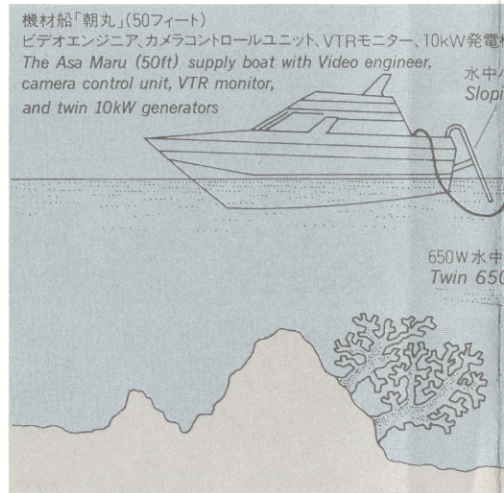 機材船「朝丸」(50フィート)
ビデオエンジニア、カメラコントロールユニット、VTRモニター、10kW発電
The Asa Maru (50ft) supply boat with Video engineer,
camera control unit, VTR monitor,
and twin 10kW generators
水中
650W水中
Twin 650